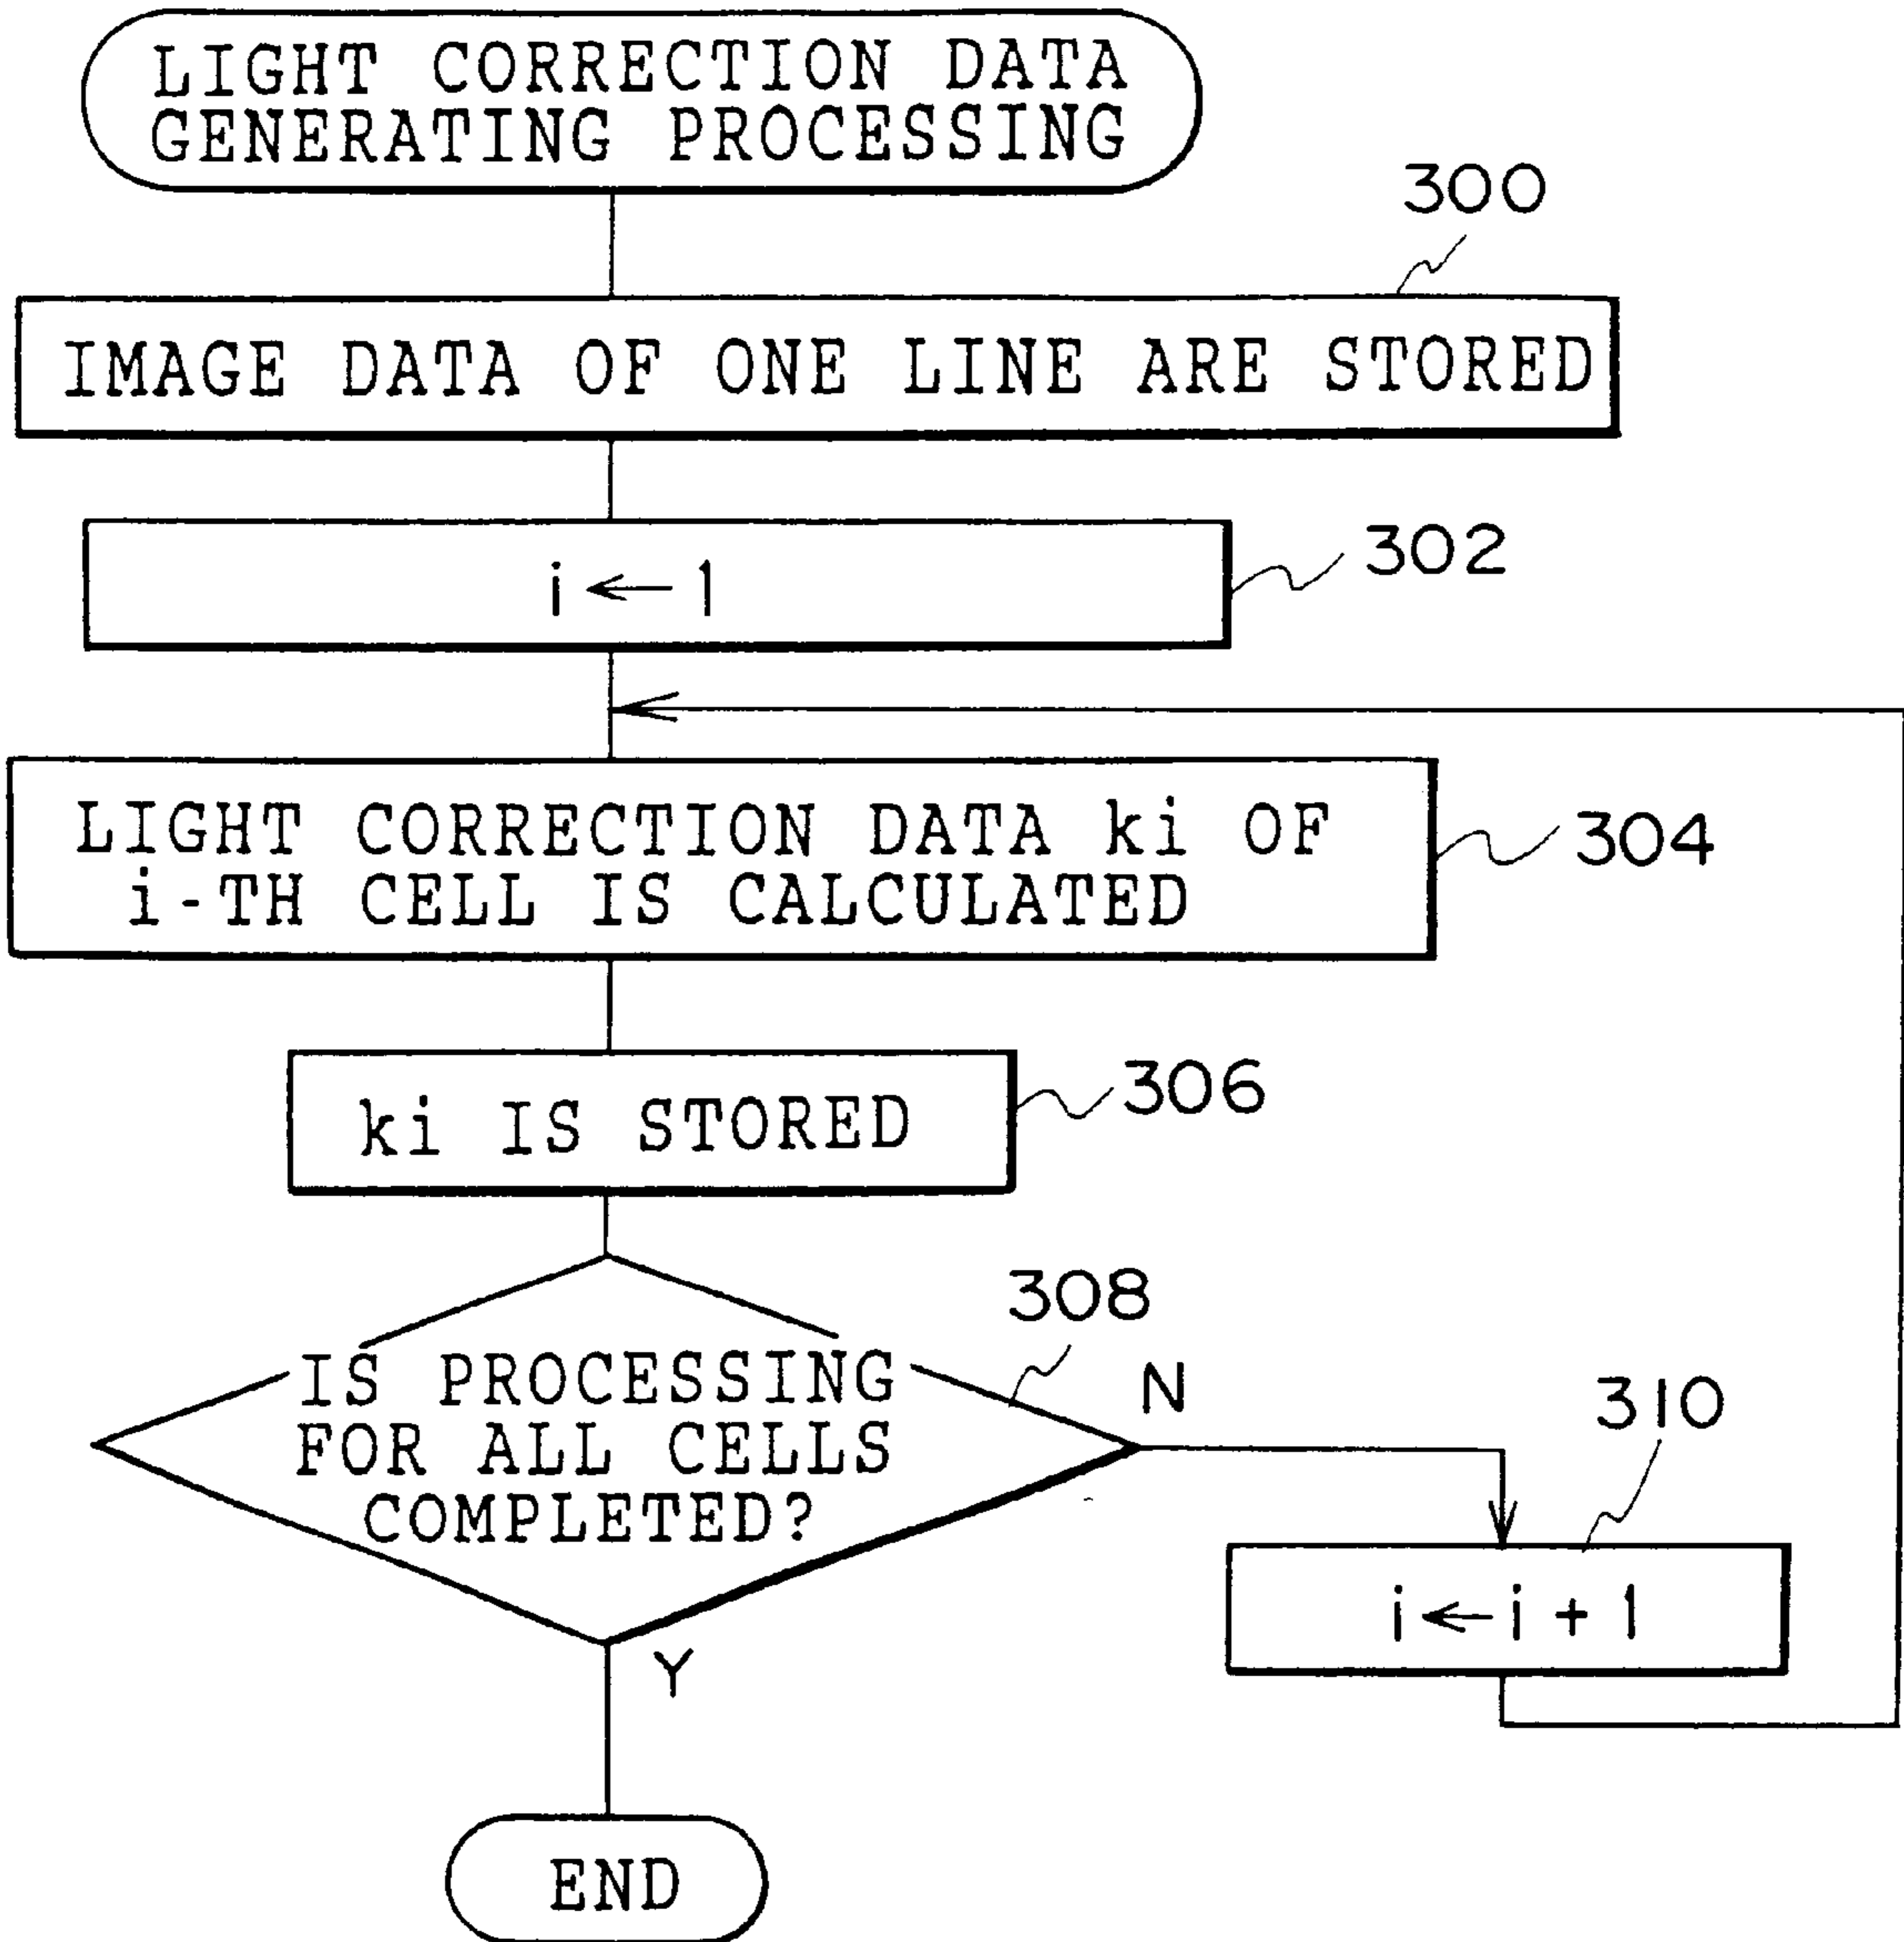 LIGHT CORRECTION DATA
GENERATING PROCESSING
300
IMAGE DATA OF ONE LINE ARE STORED
i ← 1
302
LIGHT CORRECTION DATA ki OF
i-TH CELL IS CALCULATED
304
ki IS STORED
306
308
IS PROCESSING
FOR ALL CELLS
COMPLETED?
N
310
i ← i + 1
Y
END